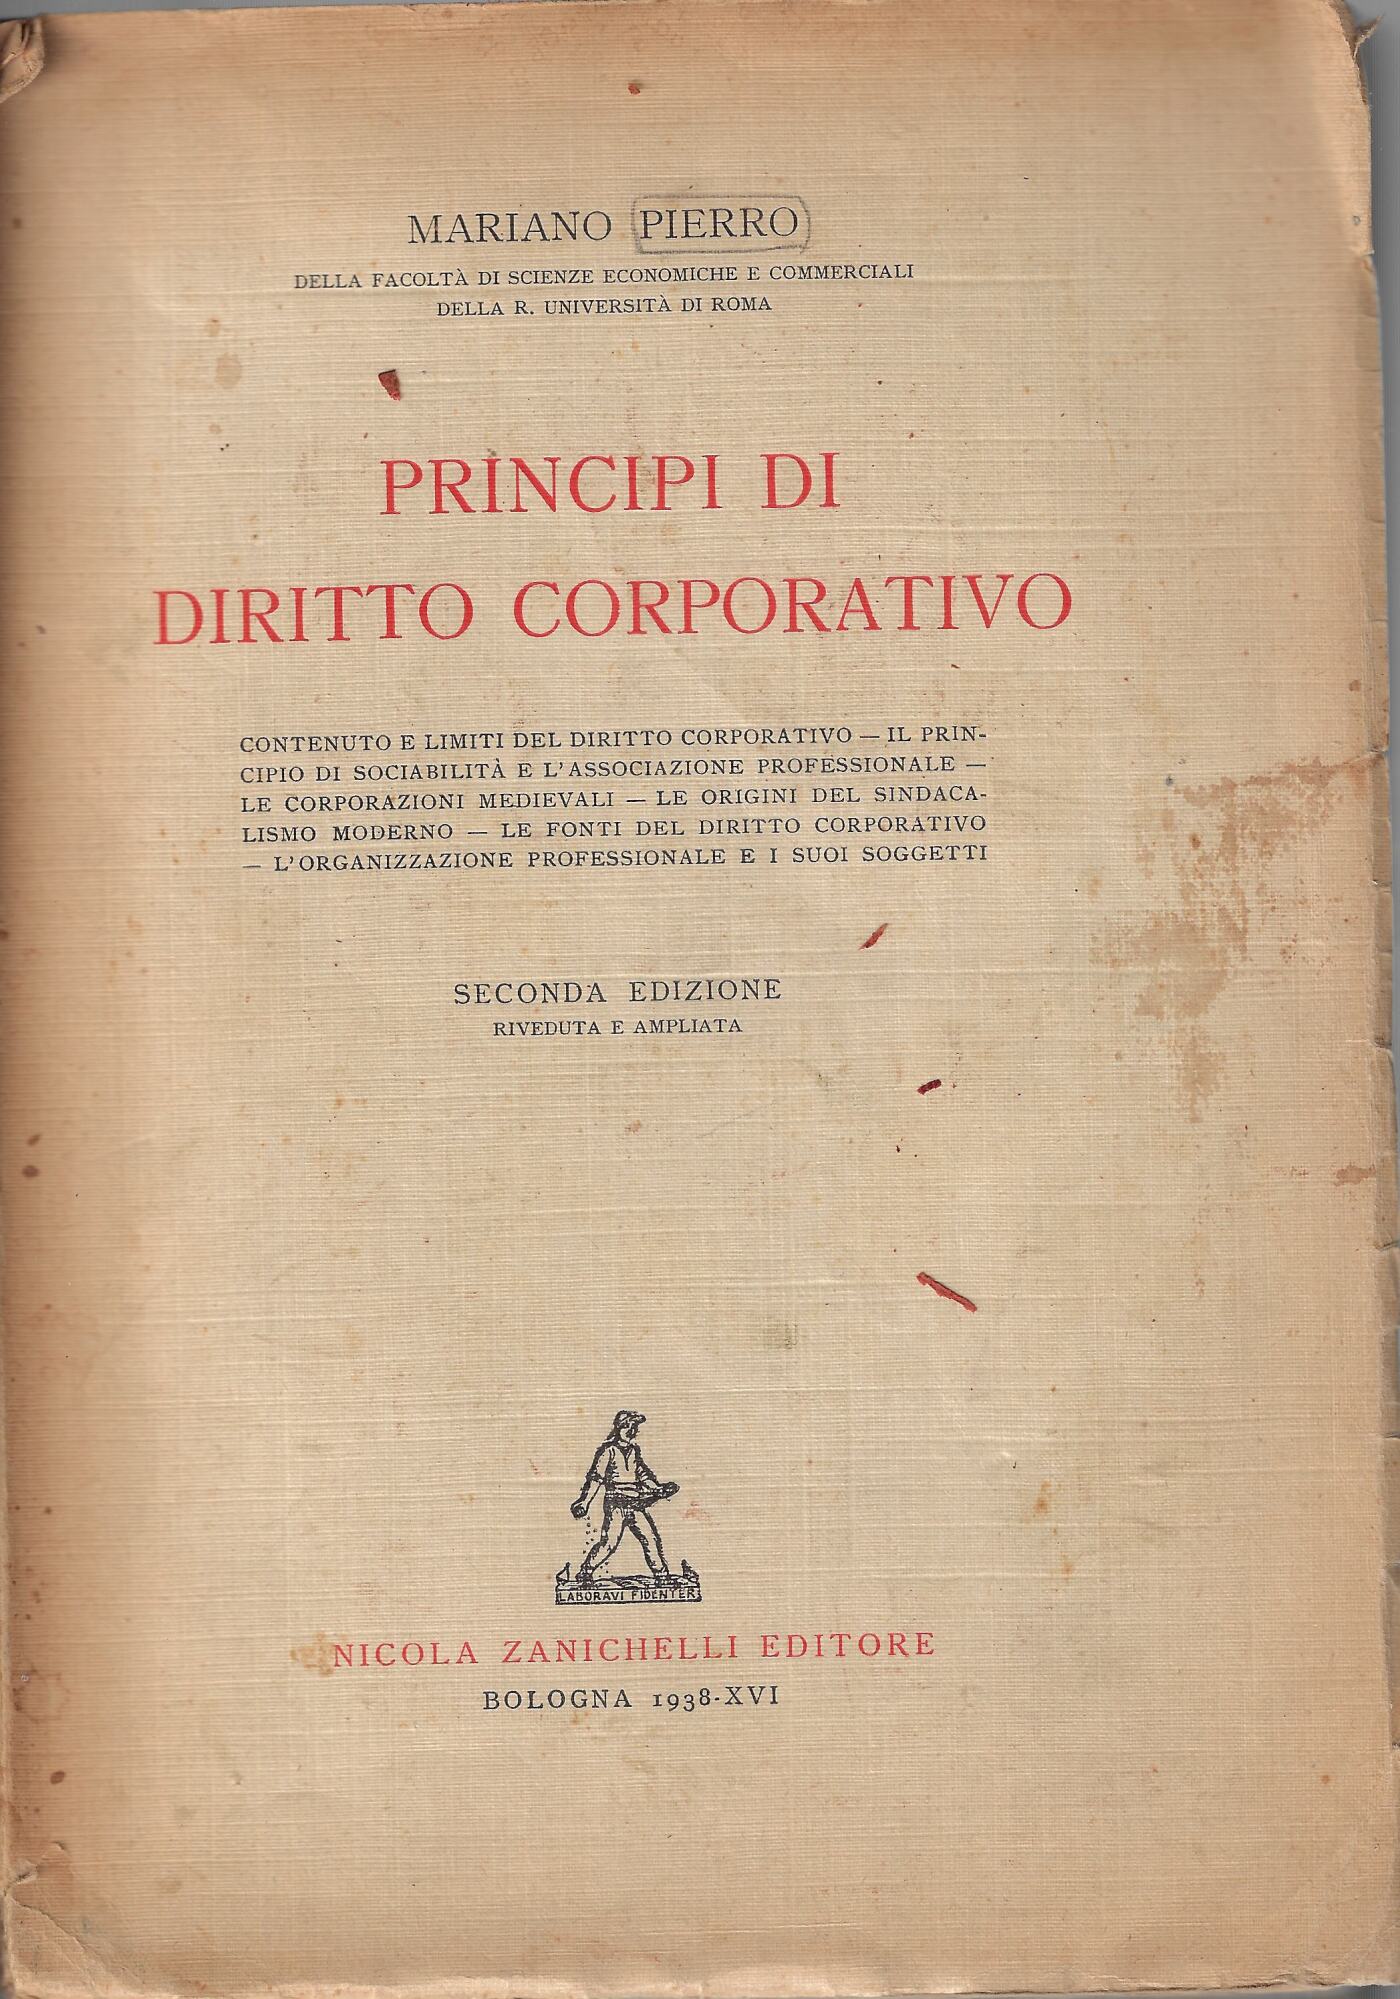 MARIANO PIERRO
DELLA FACOLTÀ DI SCIENZE ECONOMICHE E COMMERCIALI
DELLA R. UNIVERSITÀ DI ROMA
PRINCIPI DI
DIRITTO CORPORATIVO
CONTENUTO E LIMITI DEL DIRITTO CORPORATIVO — IL PRIN-
CIPIO DI SOCIABILITÀ E L'ASSOCIAZIONE PROFESSIONALE —
LE CORPORAZIONI MEDIEVALI — LE ORIGINI DEL SINDACA-
LISMO MODERNO — LE FONTI DEL DIRITTO CORPORATIVO
— L'ORGANIZZAZIONE PROFESSIONALE E I SUOI SOGGETTI
SECONDA EDIZIONE
RIVEDUTA E AMPLIATA
LABORAVI FIDENTER
NICOLA ZANICHELLI EDITORE
BOLOGNA 1938-XVI